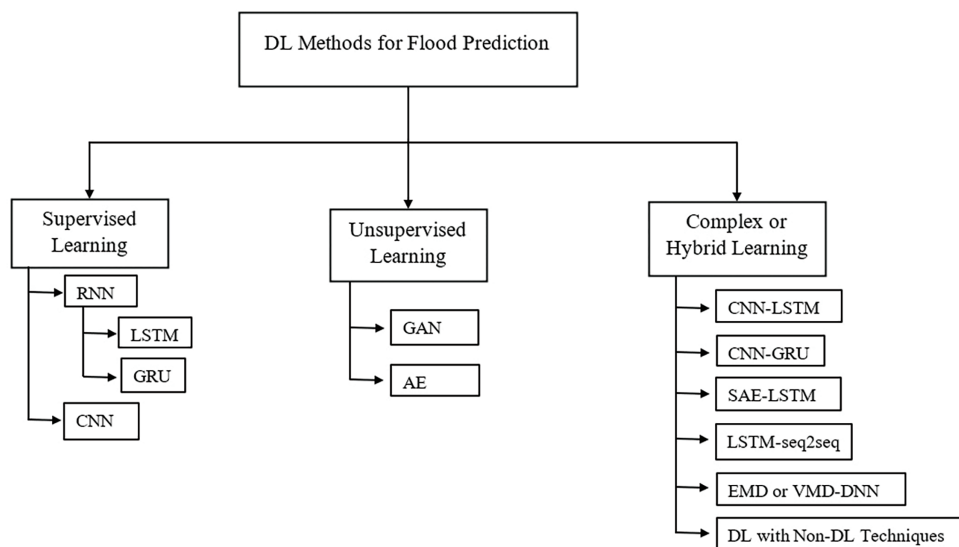 DL Methods for Flood Prediction
Supervised
Learning
RNN
LSTM
GRU
CNN
Unsupervised
Learning
GAN
AE
Complex or
Hybrid Learning
CNN-LSTM
CNN-GRU
SAE-LSTM
LSTM-seq2seq
EMD or VMD-DNN
DL with Non-DL Techniques